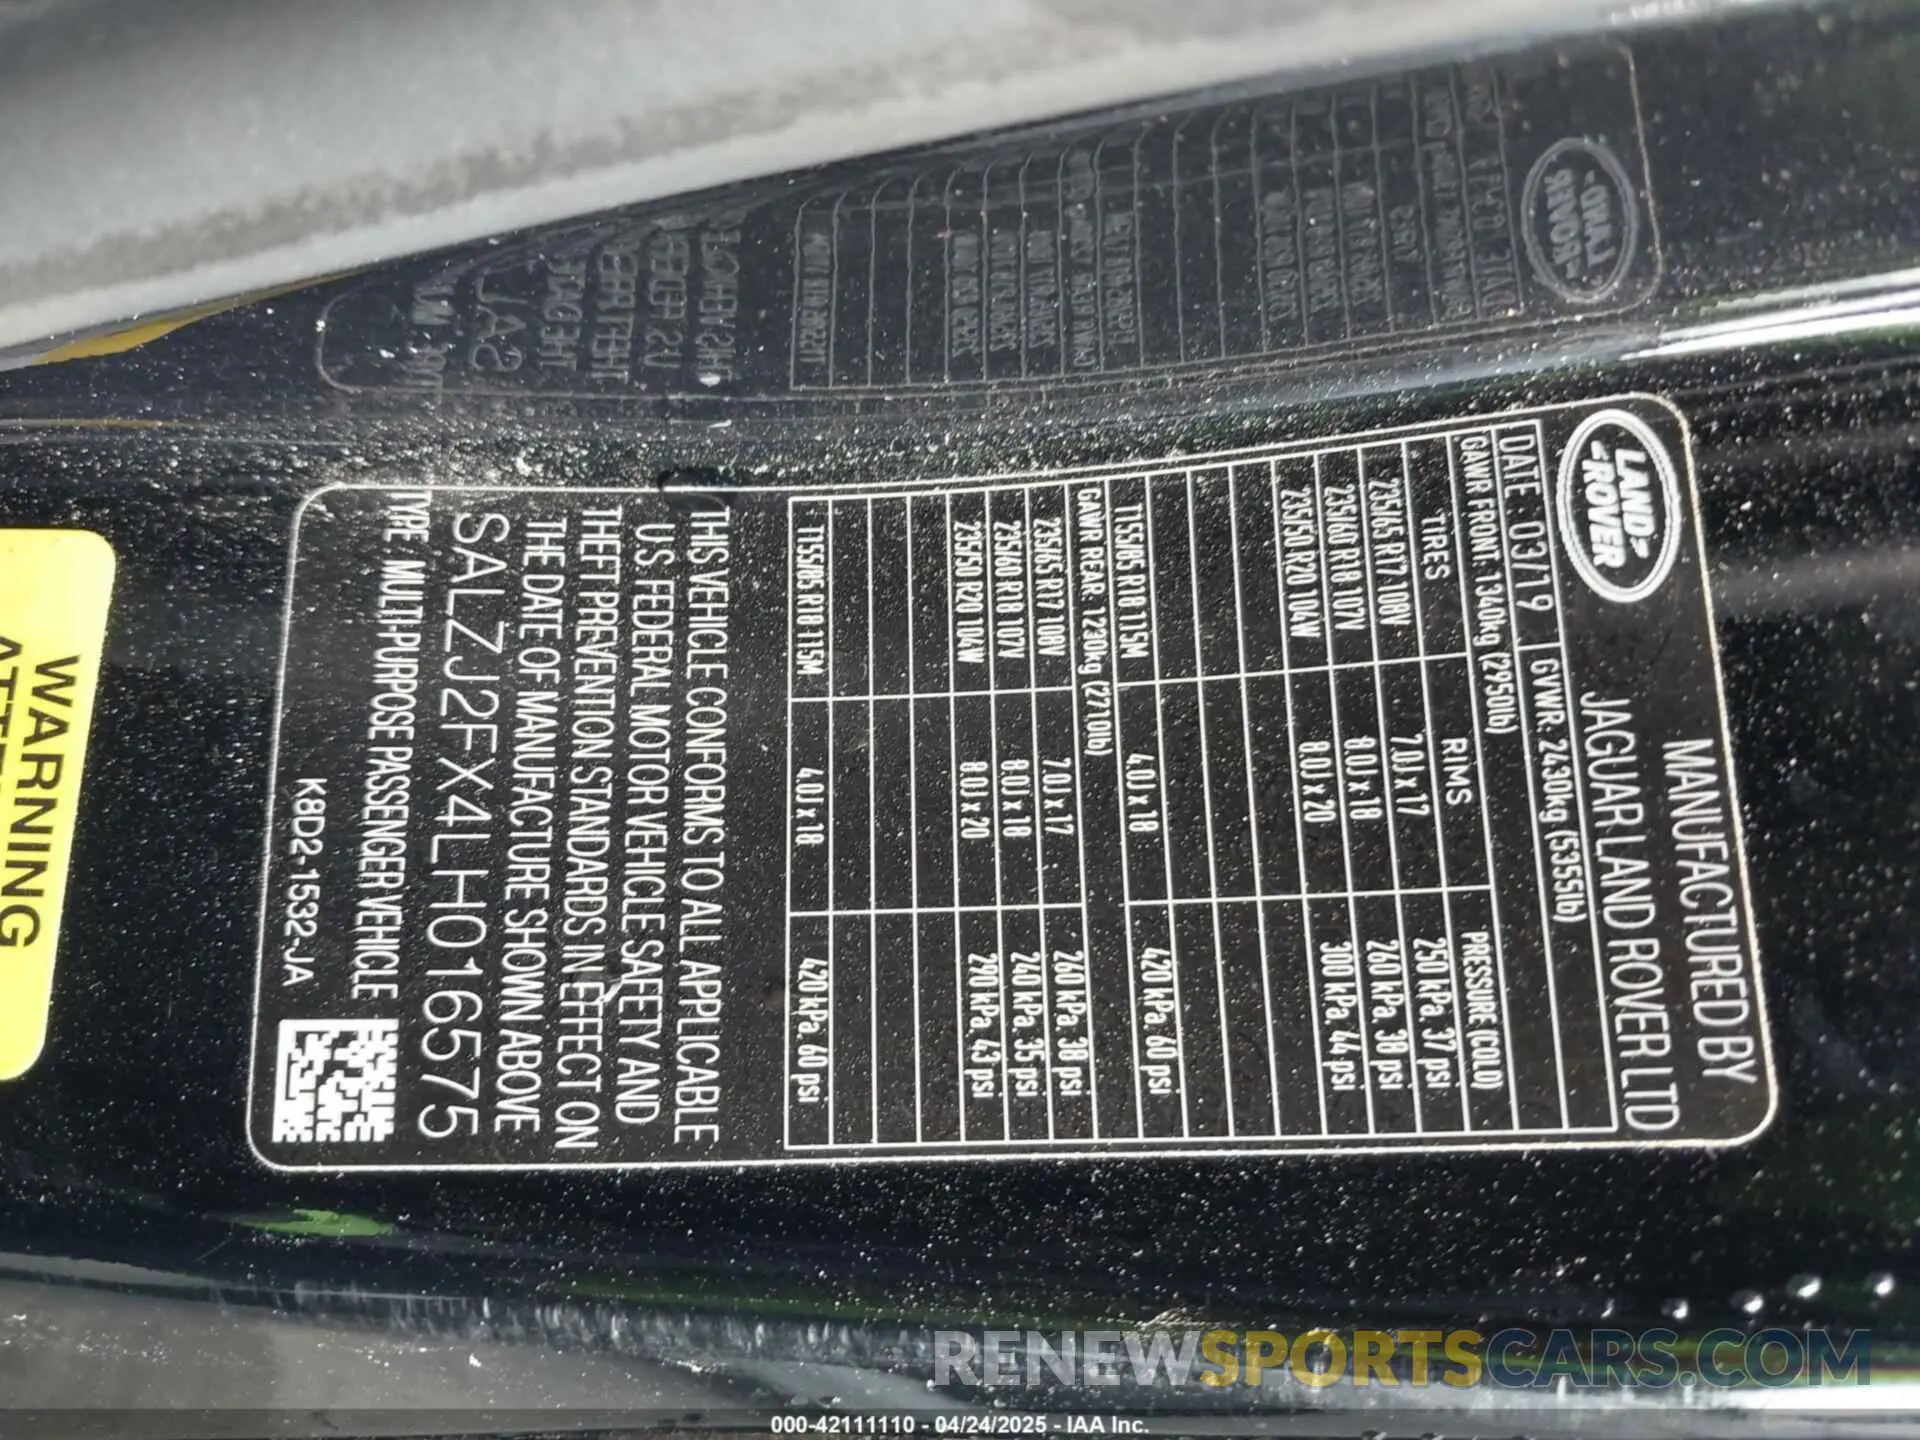 MANUFACTURED BY
JAGUAR LAND ROVER LTD
LAND-
-ROVER
DATE 03/19 GVWR: 2430kg (5355lb)
GAWR FRONT: 1340kg (2950lb)
TIRES RIMS PRESSURE (COLD)
235/65 R17 108V 7.0J x 17 250 kPa, 37 psi
235/60 R18 107V 8.0J x 18 260 kPa, 38 psi
235/50 R20 104W 8.0J x 20 300 kPa, 44 psi
T155/85 R18 115M 4.0J x 18 420 kPa, 60 psi
GAWR REAR: 1230kg (2710lb)
235/65 R17 108V 7.0J x 17 260 kPa, 38 psi
235/60 R18 107V 8.0J x 18 240 kPa, 35 psi
235/50 R20 104W 8.0J x 20 290 kPa, 43 psi
T155/85 R18 115M 4.0J x 18 420 kPa, 60 psi
THIS VEHICLE CONFORMS TO ALL APPLICABLE
U S FEDERAL MOTOR VEHICLE SAFETY AND
THEFT PREVENTION STANDARDS IN EFFECT ON
THE DATE OF MANUFACTURE SHOWN ABOVE
SALZJ2FX4LH016575
TYPE MULTI-PURPOSE PASSENGER VEHICLE
K8D2-1532-JA
WARNING
RENEWSPORTSCARS.COM
000-42111110 - 04/24/2025 - IAA Inc.